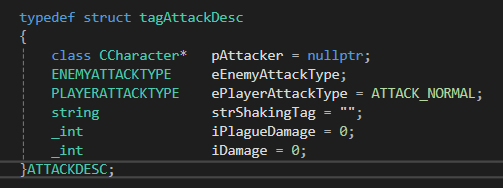 typedef struct tagAttackDesc
{
class CCharacter* pAttacker = nullptr;
ENEMYATTACKTYPE eEnemyAttackType;
PLAYERATTACKTYPE ePlayerAttackType = ATTACK_NORMAL;
string strShakingTag = "";
_int iPlagueDamage = 0;
_int iDamage = 0;
}ATTACKDESC;